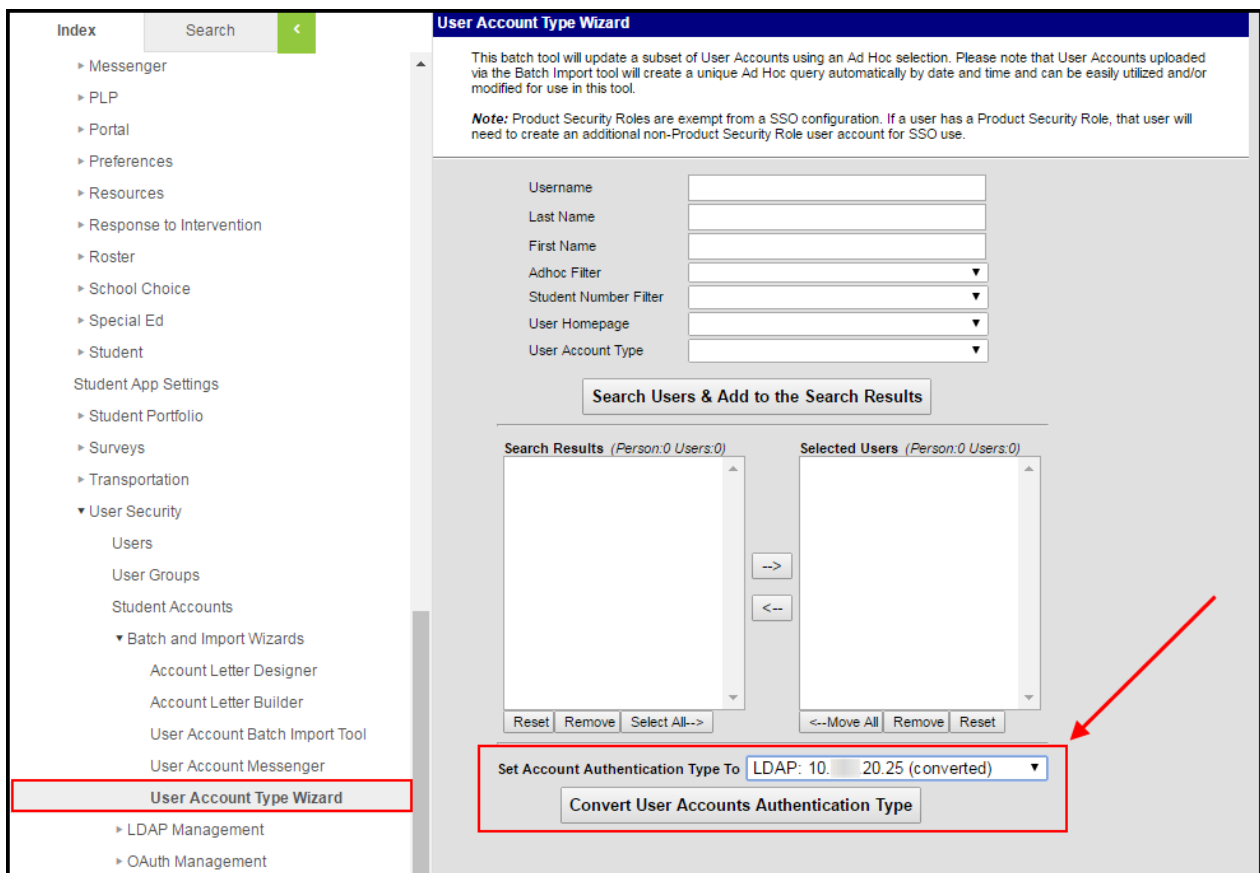 Index
Search
Messenger
PLP
Portal
Preferences
Resources
Response to Intervention
Roster
School Choice
Special Ed
Student
Student App Settings
Student Portfolio
Surveys
Transportation
User Security
Users
User Groups
Student Accounts
Batch and Import Wizards
Account Letter Designer
Account Letter Builder
User Account Batch Import Tool
User Account Messenger
User Account Type Wizard
LDAP Management
OAuth Management
User Account Type Wizard
This batch tool will update a subset of User Accounts using an Ad Hoc selection. Please note that User Accounts uploaded
via the Batch Import tool will create a unique Ad Hoc query automatically by date and time and can be easily utilized and/or
modified for use in this tool.
Note: Product Security Roles are exempt from a SSO configuration. If a user has a Product Security Role, that user will
need to create an additional non-Product Security Role user account for SSO use.
Username
Last Name
First Name
Adhoc Filter
Student Number Filter
User Homepage
User Account Type
Search Users & Add to the Search Results
Search Results (Person:0 Users:0)
Selected Users (Person:0 Users:0)
-->
<--
Reset Remove Select All-->
<--Move All Remove Reset
Set Account Authentication Type To LDAP: 10. .20.25 (converted)
Convert User Accounts Authentication Type